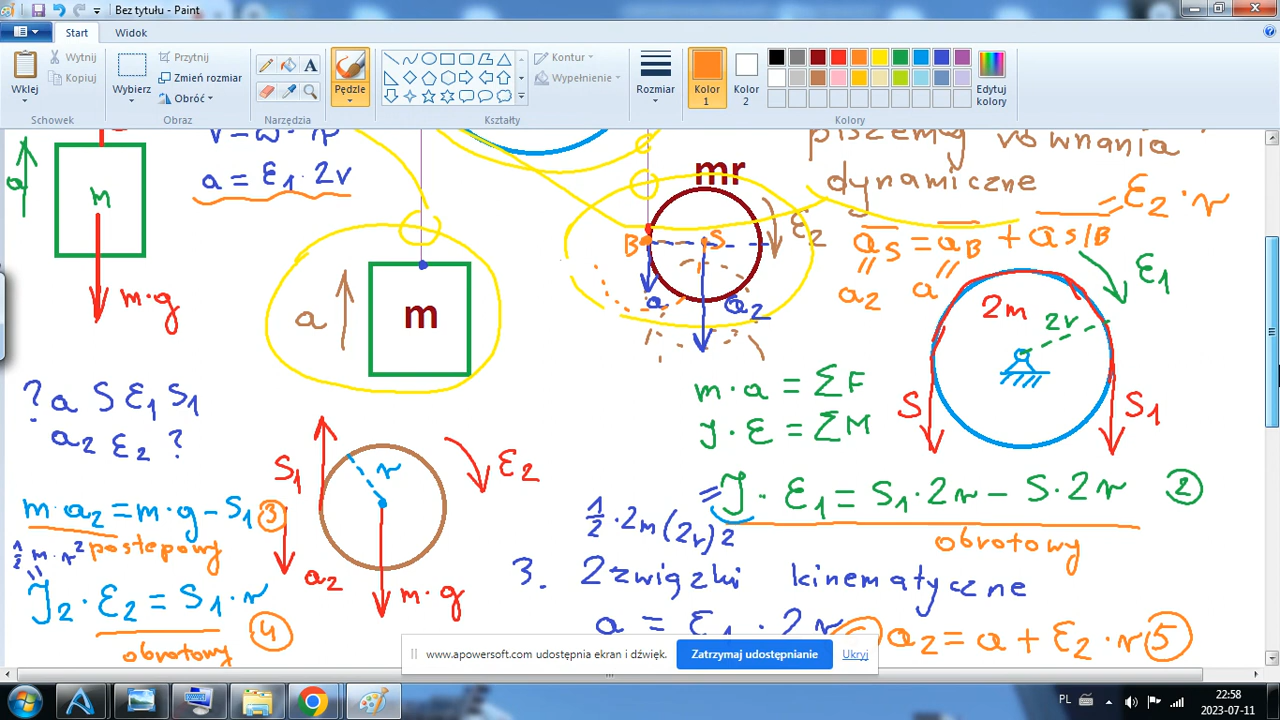 Bez tytułu - Paint
Start
Widok
Wklej
Wytnij
Kopiuj
Schowek
Wybierz
Przytnij
Zmień rozmiar
Obróć
Obraz
Narzędzia
Pędzle
Kontur
Wypełnienie
Kształty
Rozmiar
Kolor
1
Kolor
2
Edytuj
kolory
Kolory
v = ω · r
a = ε1 · 2r
a
m
m·g
a
m
mr
B
S
ε2
a
a2
piszemy równania
dynamiczne
= ε2 · r
aS = aB + aS/B
a2
a
ε1
2m
2r
S
S1
m·a = ΣF
J·ε = ΣM
? a S ε1 S1
a2 ε2 ?
S1
r
ε2
a2
m·g
m·a2 = m·g - S1 3
postępowy
1/2 m·r²
J2 · ε2 = S1 · r
4
obrotowy
J · ε1 = S1·2r - S·2r 2
1/2 · 2m(2r)2
obrotowy
3. 2 związki kinematyczne
a = ε1 · 2r
a2 = a + ε2 · r 5
www.apowersoft.com udostępnia ekran i dźwięk.
Zatrzymaj udostępnianie
Ukryj
PL
22:58
2023-07-11